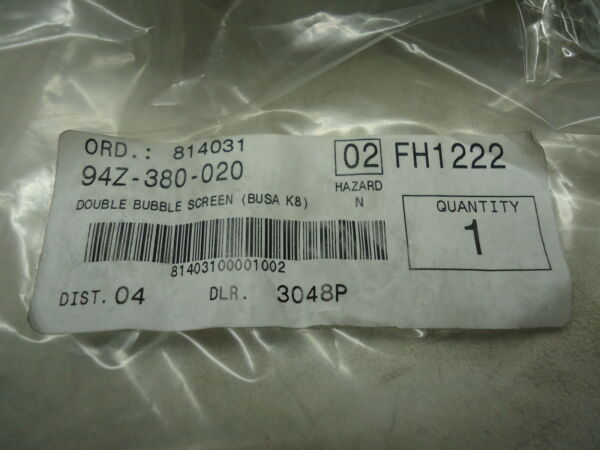 ORD.: 814031
02 FH1222
94Z-380-020
HAZARD
N
DOUBLE BUBBLE SCREEN (BUSA K8)
QUANTITY
1
81403100001002
DIST. 04 DLR. 3048P